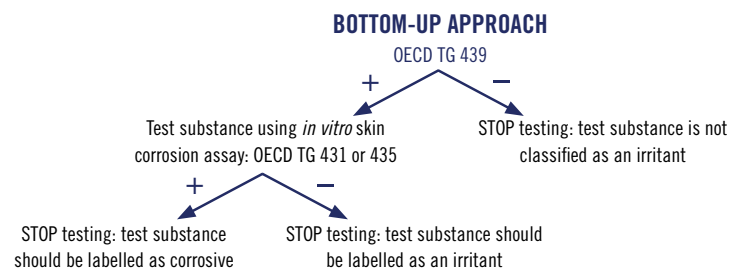 BOTTOM-UP APPROACH
OECD TG 439
+
−
Test substance using in vitro skin
corrosion assay: OECD TG 431 or 435
STOP testing: test substance is not
classified as an irritant
+
−
STOP testing: test substance
should be labelled as corrosive
STOP testing: test substance should
be labelled as an irritant